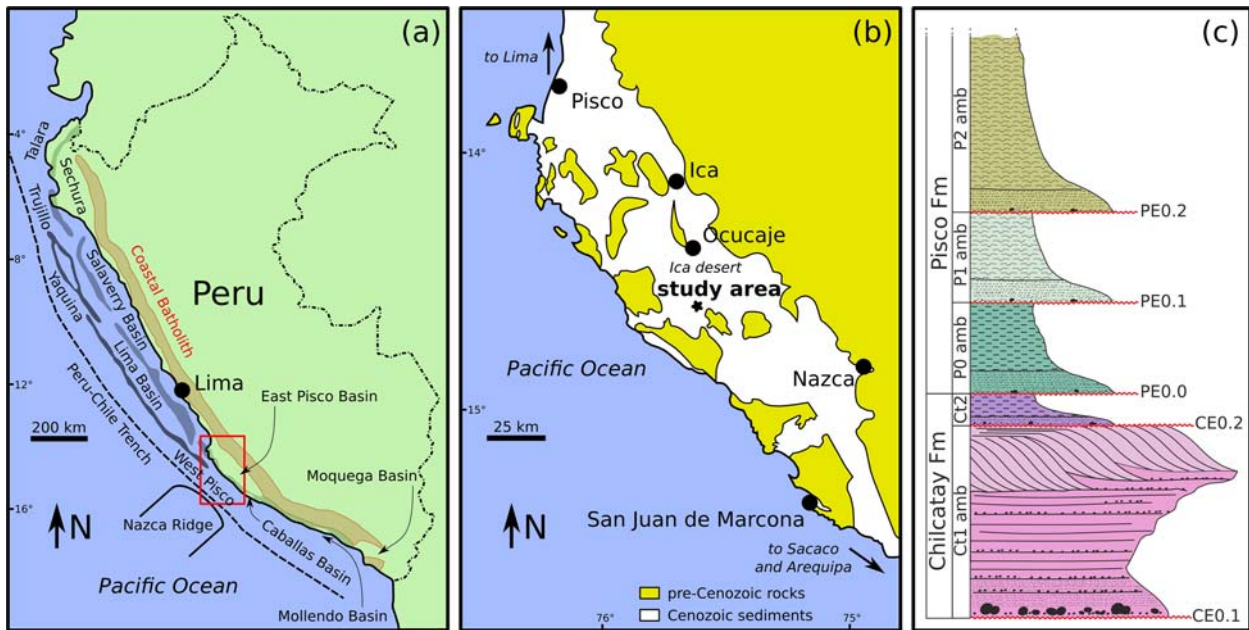 (a)
4°
8°
12°
16°
Talara
Sechura
Trujillo
Salaverry Basin
Yaquina
Lima Basin
Peru-Chile Trench
Coastal Batholith
Peru
Lima
East Pisco Basin
200 km
West Pisco
Moquega Basin
N
Nazca Ridge
Caballas Basin
Pacific Ocean
Mollendo Basin
(b)
to Lima
Pisco
14°
Ica
Ocucaje
Ica desert
study area
Pacific Ocean
Nazca
15°
25 km
San Juan de Marcona
N
to Sacaco
and Arequipa
pre-Cenozoic rocks
Cenozoic sediments
76°
75°
(c)
Pisco Fm
P2 amb
PE0.2
P1 amb
PE0.1
P0 amb
PE0.0
Chilcatay Fm
Ct2
CE0.2
Ct1 amb
CE0.1